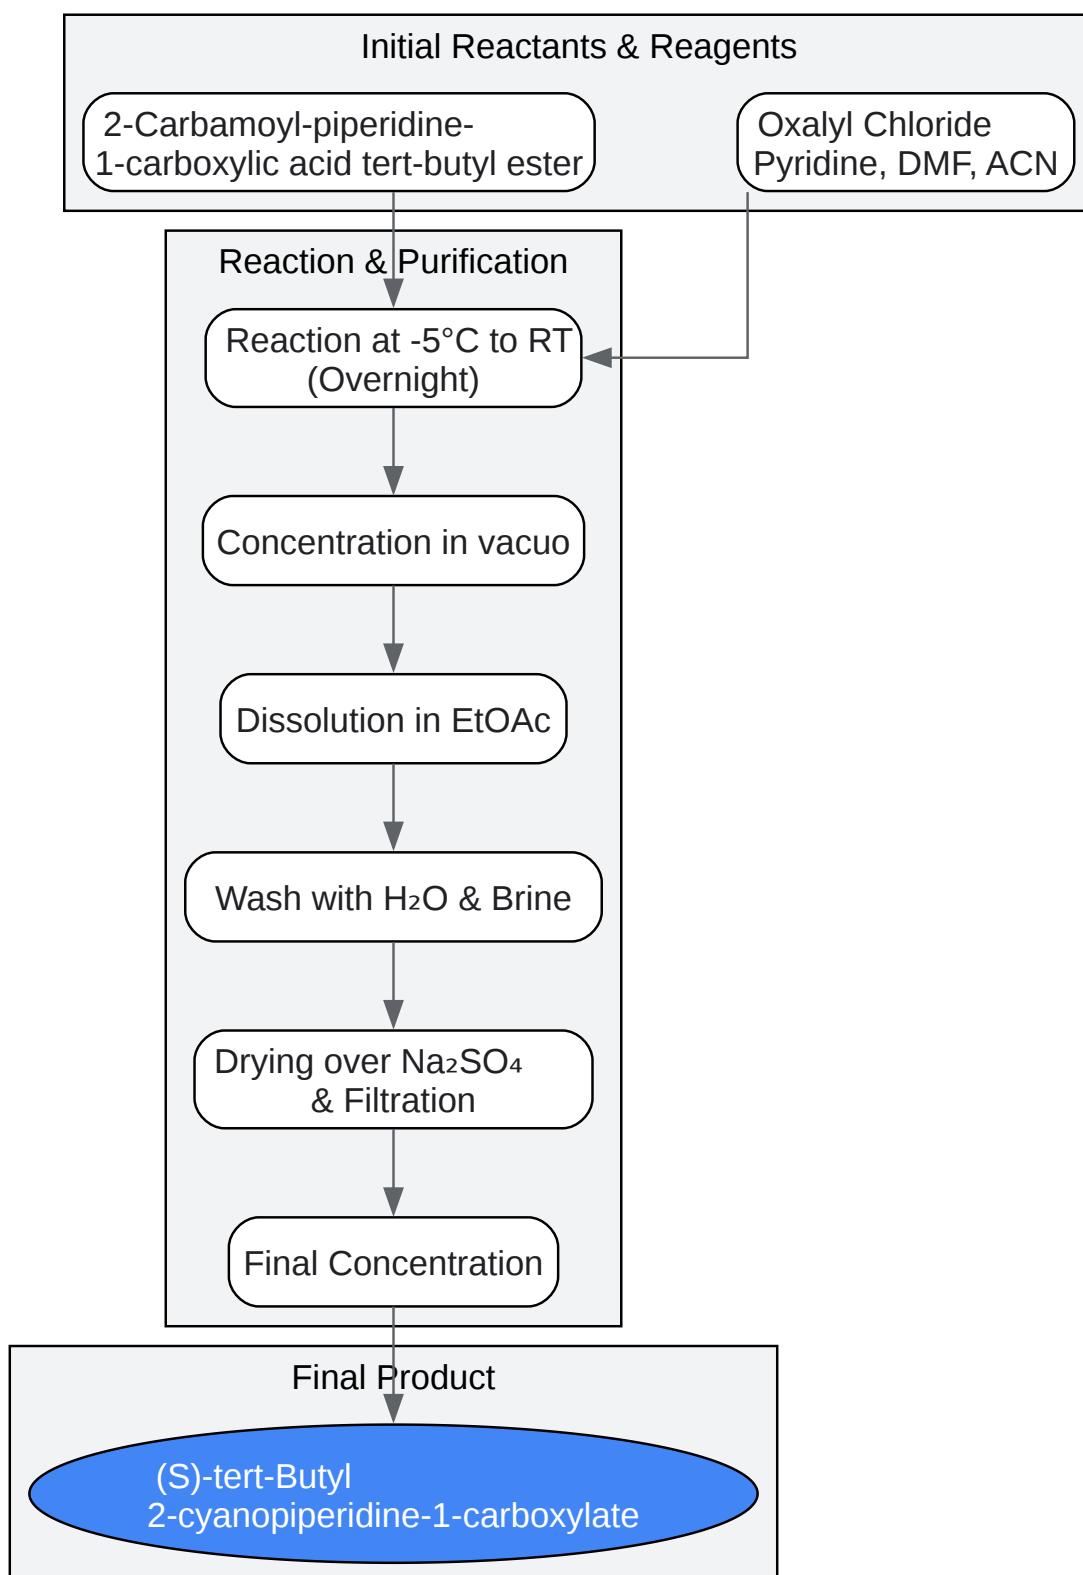 Initial Reactants & Reagents
2-Carbamoyl-piperidine-
1-carboxylic acid tert-butyl ester
Oxalyl Chloride
Pyridine, DMF, ACN
Reaction & Purification
Reaction at -5°C to RT
(Overnight)
Concentration in vacuo
Dissolution in EtOAc
Wash with H₂O & Brine
Drying over Na₂SO₄
& Filtration
Final Concentration
Final Product
(S)-tert-Butyl
2-cyanopiperidine-1-carboxylate